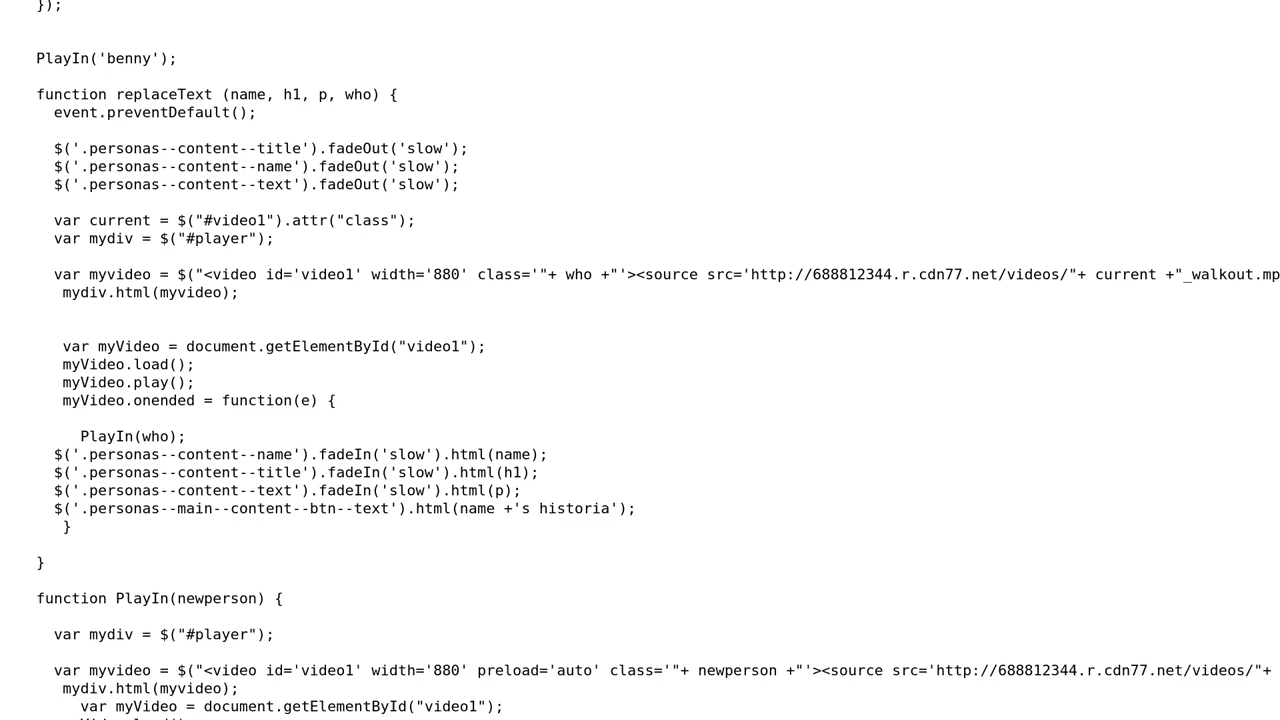 });
PlayIn('benny');
function replaceText (name, h1, p, who) {
event.preventDefault();
$('.personas--content--title').fadeOut('slow');
$('.personas--content--name').fadeOut('slow');
$('.personas--content--text').fadeOut('slow');
var current = $("#video1").attr("class");
var mydiv = $("#player");
var myvideo = $("<video id='video1' width='880' class='"+ who +"'><source src='http://688812344.r.cdn77.net/videos/"+ current +"_walkout.mp
mydiv.html(myvideo);
var myVideo = document.getElementById("video1");
myVideo.load();
myVideo.play();
myVideo.onended = function(e) {
PlayIn(who);
$('.personas--content--name').fadeIn('slow').html(name);
$('.personas--content--title').fadeIn('slow').html(h1);
$('.personas--content--text').fadeIn('slow').html(p);
$('.personas--main--content--btn--text').html(name +'s historia');
}
}
function PlayIn(newperson) {
var mydiv = $("#player");
var myvideo = $("<video id='video1' width='880' preload='auto' class='"+ newperson +"'><source src='http://688812344.r.cdn77.net/videos/"+
mydiv.html(myvideo);
var myVideo = document.getElementById("video1");